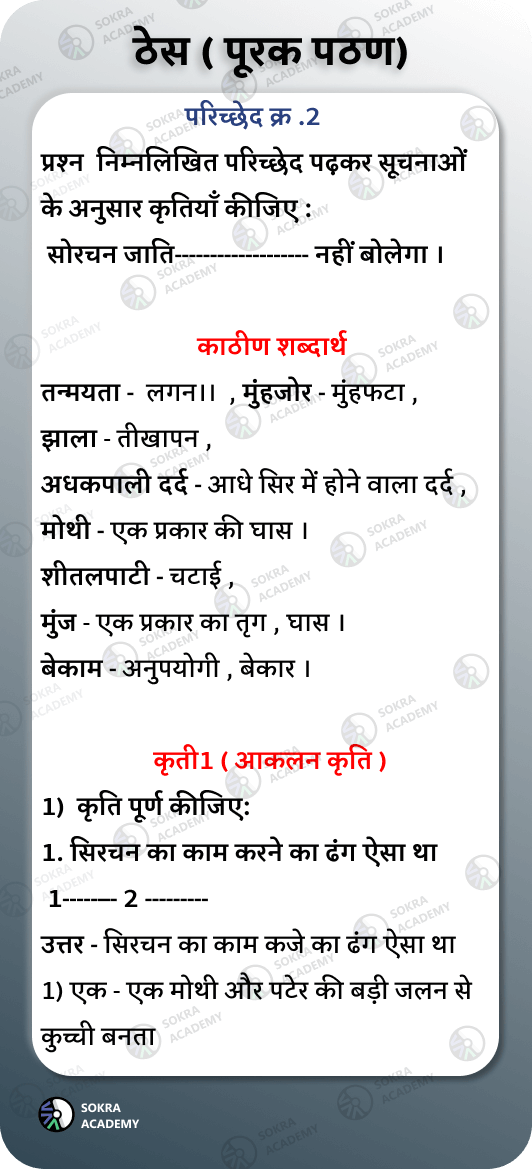 ठेस ( पूरक पठण)
परिच्छेद क्र .2
प्रश्न निम्नलिखित परिच्छेद पढ़कर सूचनाओं
के अनुसार कृतियाँ कीजिए :
सोरचन जाति------------------- नहीं बोलेगा ।
काठीण शब्दार्थ
तन्मयता - लगन।। , मुंहजोर - मुंहफटा ,
झाला - तीखापन ,
अधकपाली दर्द - आधे सिर में होने वाला दर्द ,
मोथी - एक प्रकार की घास ।
शीतलपाटी - चटाई ,
मुंज - एक प्रकार का तृग , घास ।
बेकाम - अनुपयोगी , बेकार ।
कृती1 ( आकलन कृति )
1) कृति पूर्ण कीजिए:
1. सिरचन का काम करने का ढंग ऐसा था
1-------- 2 ---------
उत्तर - सिरचन का काम कजे का ढंग ऐसा था
1) एक - एक मोथी और पटेर की बड़ी जलन से
कुच्ची बनता
SOKRA
ACADEMY